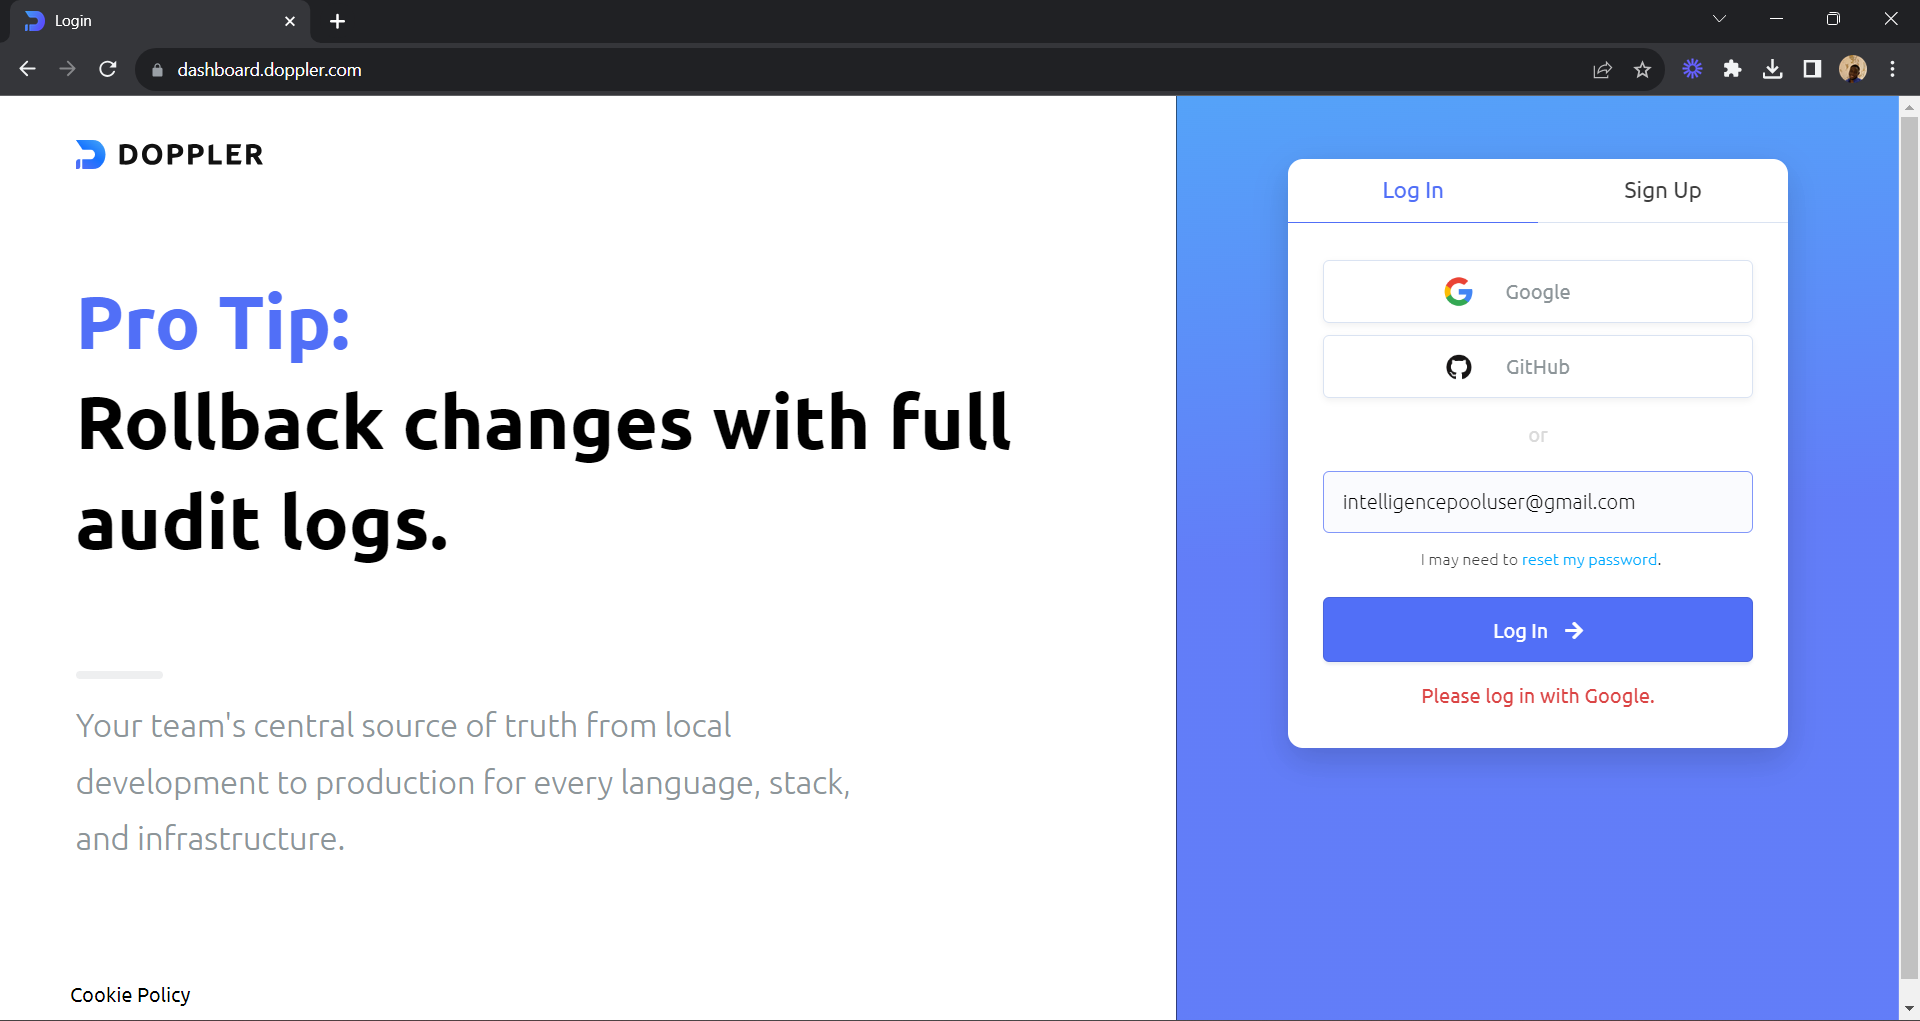 Login
dashboard.doppler.com
DOPPLER
Pro Tip:
Rollback changes with full
audit logs.
Your team's central source of truth from local
development to production for every language, stack,
and infrastructure.
Cookie Policy
Log In
Sign Up
Google
GitHub
or
intelligencepooluser@gmail.com
I may need to reset my password.
Log In
Please log in with Google.